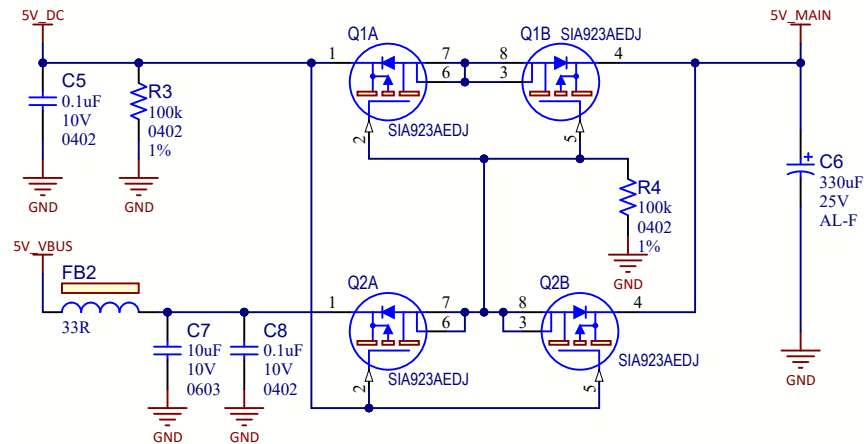 5V_DC
5V_MAIN
Q1A
Q1B
SIA923AEDJ
1
7
6
8
3
4
2
5
SIA923AEDJ
C5
0.1uF
10V
0402
R3
100k
0402
1%
GND
GND
C6
330uF
25V
AL-F
GND
R4
100k
0402
1%
GND
5V_VBUS
FB2
33R
Q2A
Q2B
1
7
6
8
3
4
2
5
SIA923AEDJ
SIA923AEDJ
C7
10uF
10V
0603
GND
C8
0.1uF
10V
0402
GND